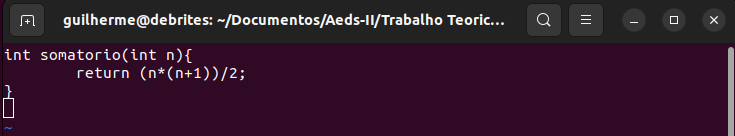 guilherme@debrites: ~/Documentos/Aeds-II/Trabalho Teoric...
int somatorio(int n){
        return (n*(n+1))/2;
}
~